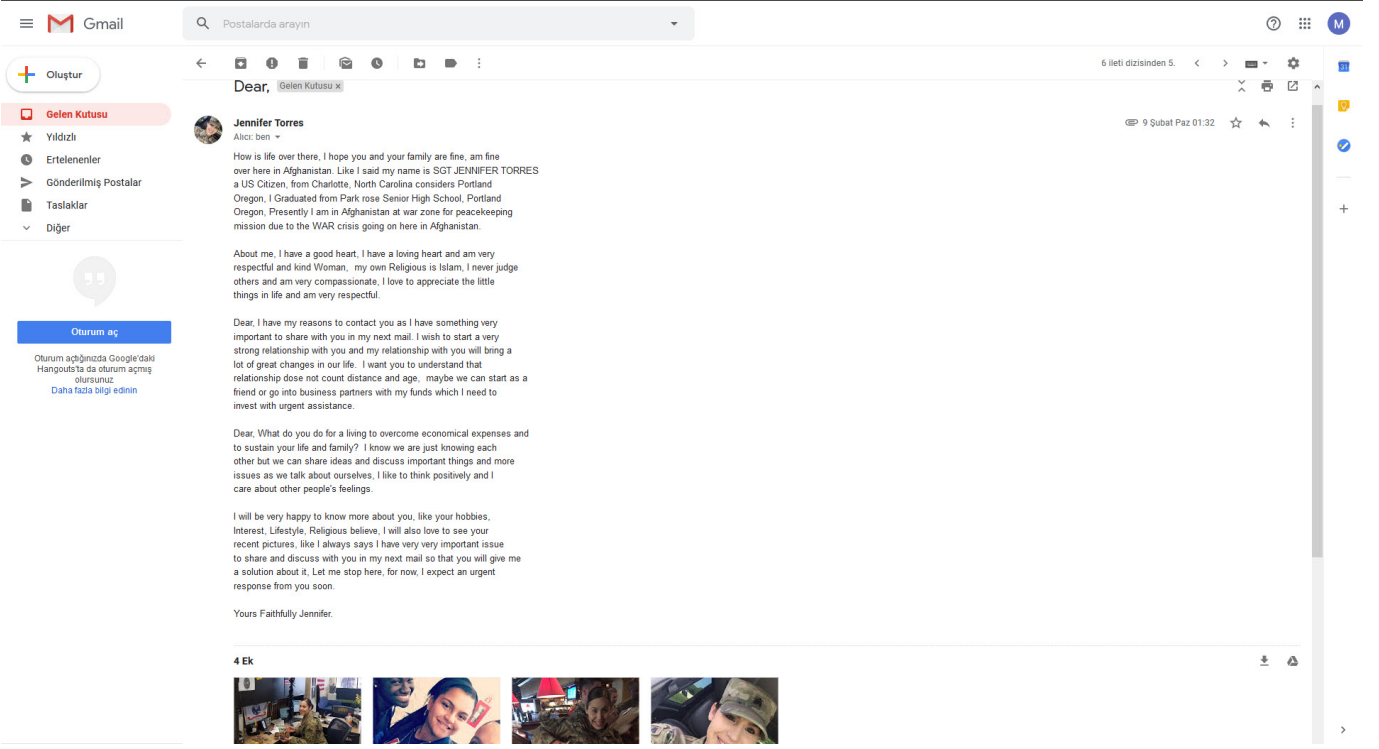 Gmail
Postalarda arayın
M
Oluştur
6 ileti dizisinden 5.
31
Dear, Gelen Kutusu x
Gelen Kutusu
Yıldızlı
Ertelenenler
Gönderilmiş Postalar
Taslaklar
Diğer
Oturum aç
Oturum açtığınızda Google'daki
Hangouts'ta da oturum açmış
olursunuz
Daha fazla bilgi edinin
Jennifer Torres
9 Şubat Paz 01:32
Alıcı: ben
How is life over there, I hope you and your family are fine, am fine
over here in Afghanistan. Like I said my name is SGT JENNIFER TORRES
a US Citizen, from Charlotte, North Carolina considers Portland
Oregon, I Graduated from Park rose Senior High School, Portland
Oregon, Presently I am in Afghanistan at war zone for peacekeeping
mission due to the WAR crisis going on here in Afghanistan.
About me, I have a good heart, I have a loving heart and am very
respectful and kind Woman, my own Religious is Islam, I never judge
others and am very compassionate, I love to appreciate the little
things in life and am very respectful.
Dear, I have my reasons to contact you as I have something very
important to share with you in my next mail. I wish to start a very
strong relationship with you and my relationship with you will bring a
lot of great changes in our life. I want you to understand that
relationship dose not count distance and age, maybe we can start as a
friend or go into business partners with my funds which I need to
invest with urgent assistance.
Dear, What do you do for a living to overcome economical expenses and
to sustain your life and family? I know we are just knowing each
other but we can share ideas and discuss important things and more
issues as we talk about ourselves, I like to think positively and I
care about other people's feelings.
I will be very happy to know more about you, like your hobbies,
Interest, Lifestyle, Religious believe, I will also love to see your
recent pictures, like I always says I have very very important issue
to share and discuss with you in my next mail so that you will give me
a solution about it, Let me stop here, for now, I expect an urgent
response from you soon.
Yours Faithfully Jennifer.
4 Ek